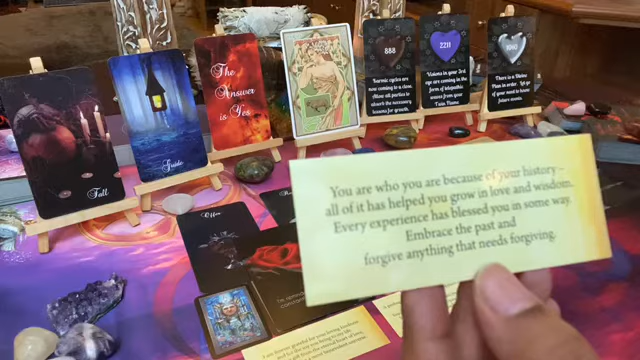 Fall
Guide
The
Answer
is Yes
888
Karmic cycles are
now coming to a close.
Allow all parties to
absorb the necessary
lessons for growth.
2211
Visions in your 3rd
eye are coming in the
form of telepathic
scenes from your
Twin Flame
1010
There is a Divine
Plan in order. Let go
of your need to know
future events.
You are who you are because of your history –
all of it has helped you grow in love and wisdom.
Every experience has blessed you in some way.
Embrace the past and
forgive anything that needs forgiving.